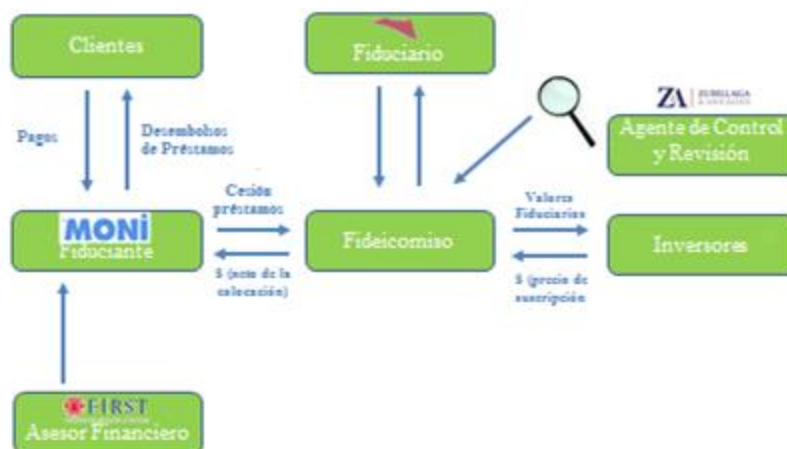 Clientes
Fiduciario
ZA
Agente de Control
y Revisión
Pagos
Desembolsos
de Préstamos
Cesión
préstamos
Valores
Fiduciarios
MONi
Fiduciante
Fideicomiso
Inversores
$ (neto de la
colocación)
$ (precio de
suscripción
FIRST
Asesor Financiero